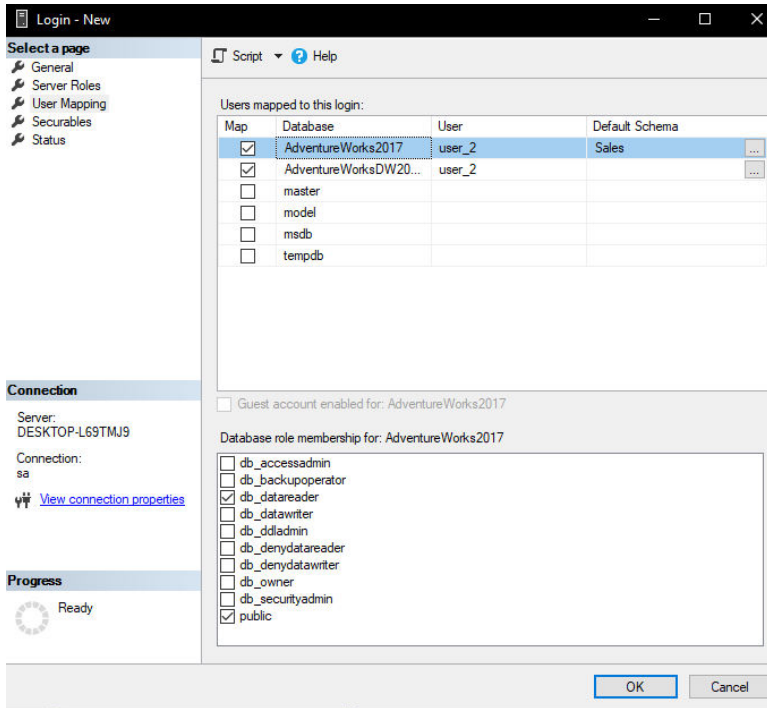 Login - New
Select a page
General
Server Roles
User Mapping
Securables
Status
Script Help
Users mapped to this login:
Map Database User Default Schema
AdventureWorks2017 user_2 Sales ...
AdventureWorksDW20... user_2 ...
master
model
msdb
tempdb
Guest account enabled for: AdventureWorks2017
Database role membership for: AdventureWorks2017
db_accessadmin
db_backupoperator
db_datareader
db_datawriter
db_ddladmin
db_denydatareader
db_denydatawriter
db_owner
db_securityadmin
public
Connection
Server:
DESKTOP-L69TMJ9
Connection:
sa
View connection properties
Progress
Ready
OK Cancel